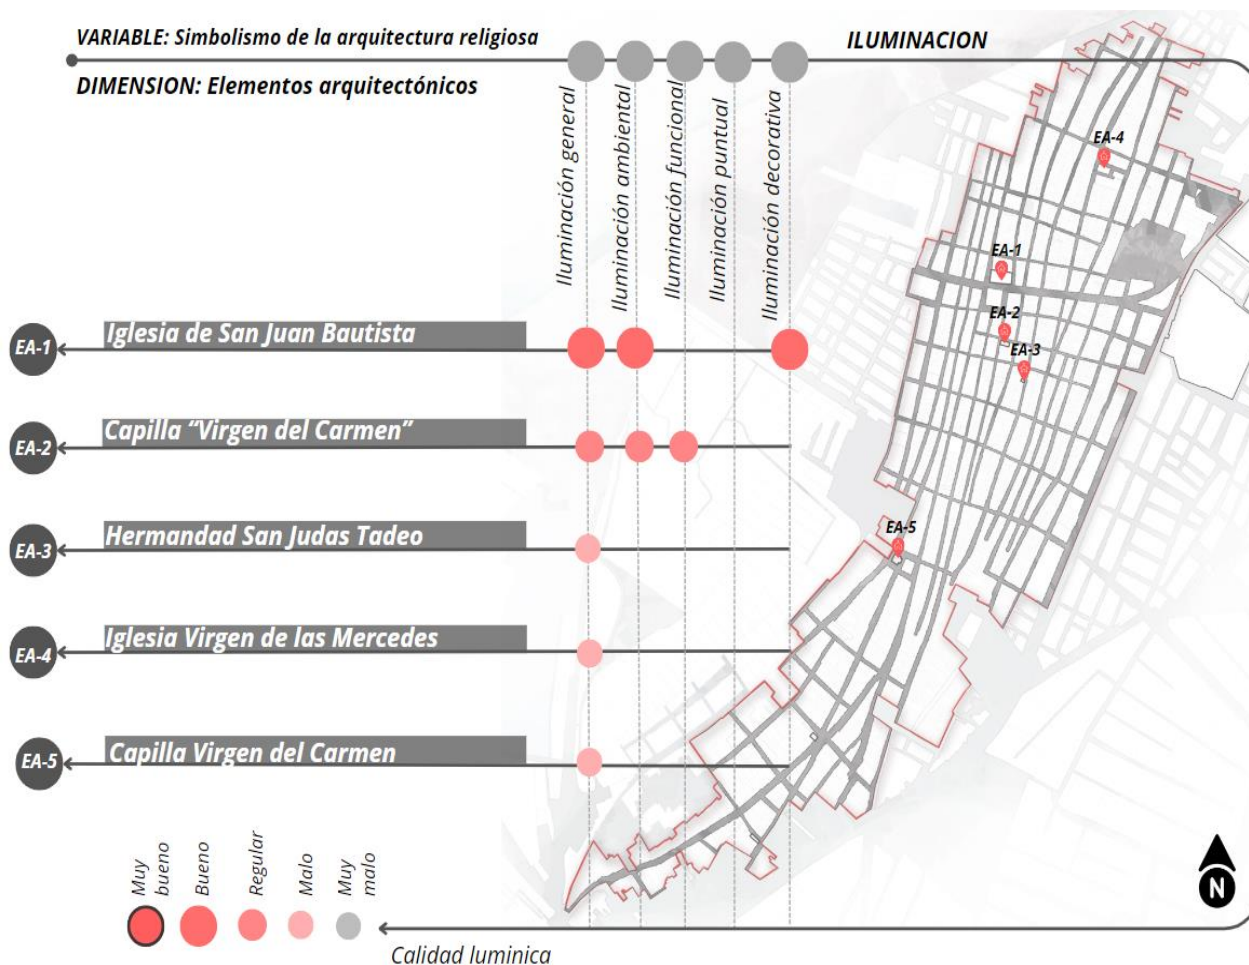 VARIABLE: Simbolismo de la arquitectura religiosa
DIMENSION: Elementos arquitectónicos
ILUMINACION
Iluminación general
Iluminación ambiental
Iluminación funcional
Iluminación puntual
Iluminación decorativa
EA-1
Iglesia de San Juan Bautista
EA-2
Capilla “Virgen del Carmen”
EA-3
Hermandad San Judas Tadeo
EA-4
Iglesia Virgen de las Mercedes
EA-5
Capilla Virgen del Carmen
EA-4
EA-1
EA-2
EA-3
EA-5
Muy
bueno
Bueno
Regular
Malo
Muy
malo
Calidad luminica
N